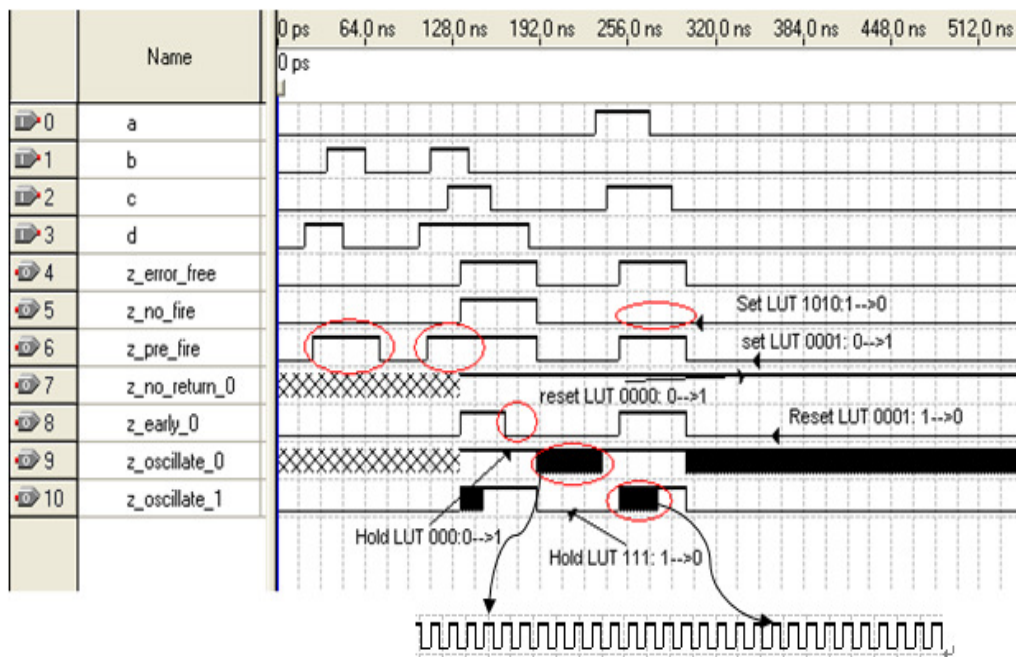 Name
0 ps 64.0 ns 128.0 ns 192.0 ns 256.0 ns 320.0 ns 384.0 ns 448.0 ns 512.0 ns
0 ps
0 a
1 b
2 c
3 d
4 z_error_free
5 z_no_fire
Set LUT 1010:1-->0
6 z_pre_fire
set LUT 0001: 0-->1
7 z_no_return_0
reset LUT 0000: 0-->1
8 z_early_0
Reset LUT 0001: 1-->0
9 z_oscillate_0
10 z_oscillate_1
Hold LUT 000:0-->1
Hold LUT 111: 1-->0